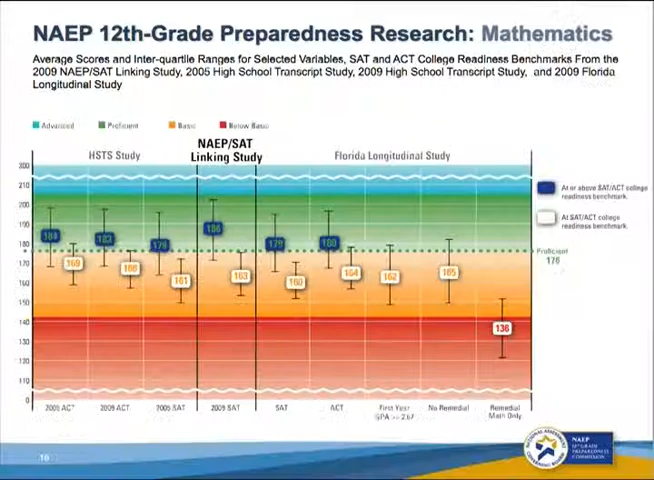 NAEP 12th-Grade Preparedness Research: Mathematics
Average Scores and Inter-quartile Ranges for Selected Variables, SAT and ACT College Readiness Benchmarks From the
2009 NAEP/SAT Linking Study, 2005 High School Transcript Study, 2009 High School Transcript Study, and 2009 Florida
Longitudinal Study
Advanced Proficient Basic Below Basic
HSTS Study
NAEP/SAT
Linking Study
Florida Longitudinal Study
300
210
200
190
180
170
160
150
140
130
120
110
0
184
169
183
166
179
161
186
163
179
160
180
164
162
165
136
At or above SAT/ACT college
readiness benchmark.
At SAT/ACT college
readiness benchmark.
Proficient
176
2005 ACT 2009 ACT 2005 SAT 2009 SAT SAT ACT First Year No Remedial Remedial
GPA >= 2.67 Math Only
16
NAEP
12th GRADE
PREPAREDNESS
COMMISSION